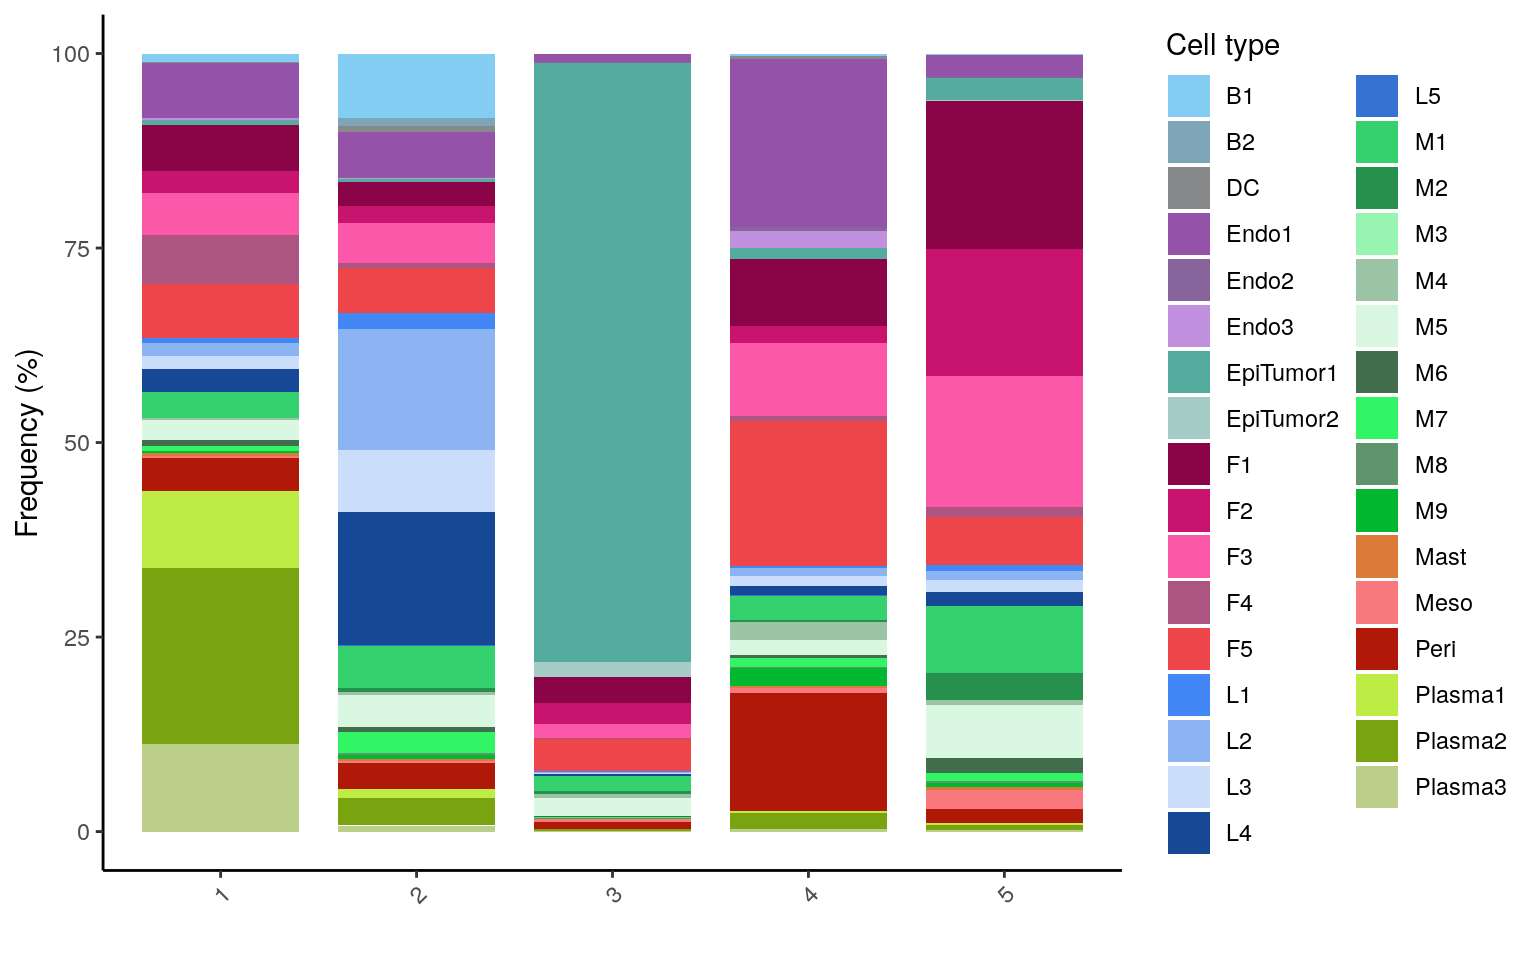 Cell type
B1
B2
DC
Endo1
Endo2
Endo3
EpiTumor1
EpiTumor2
F1
F2
F3
F4
F5
L1
L2
L3
L4
L5
M1
M2
M3
M4
M5
M6
M7
M8
M9
Mast
Meso
Peri
Plasma1
Plasma2
Plasma3
Frequency (%)
100
75
50
25
0
1
2
3
4
5